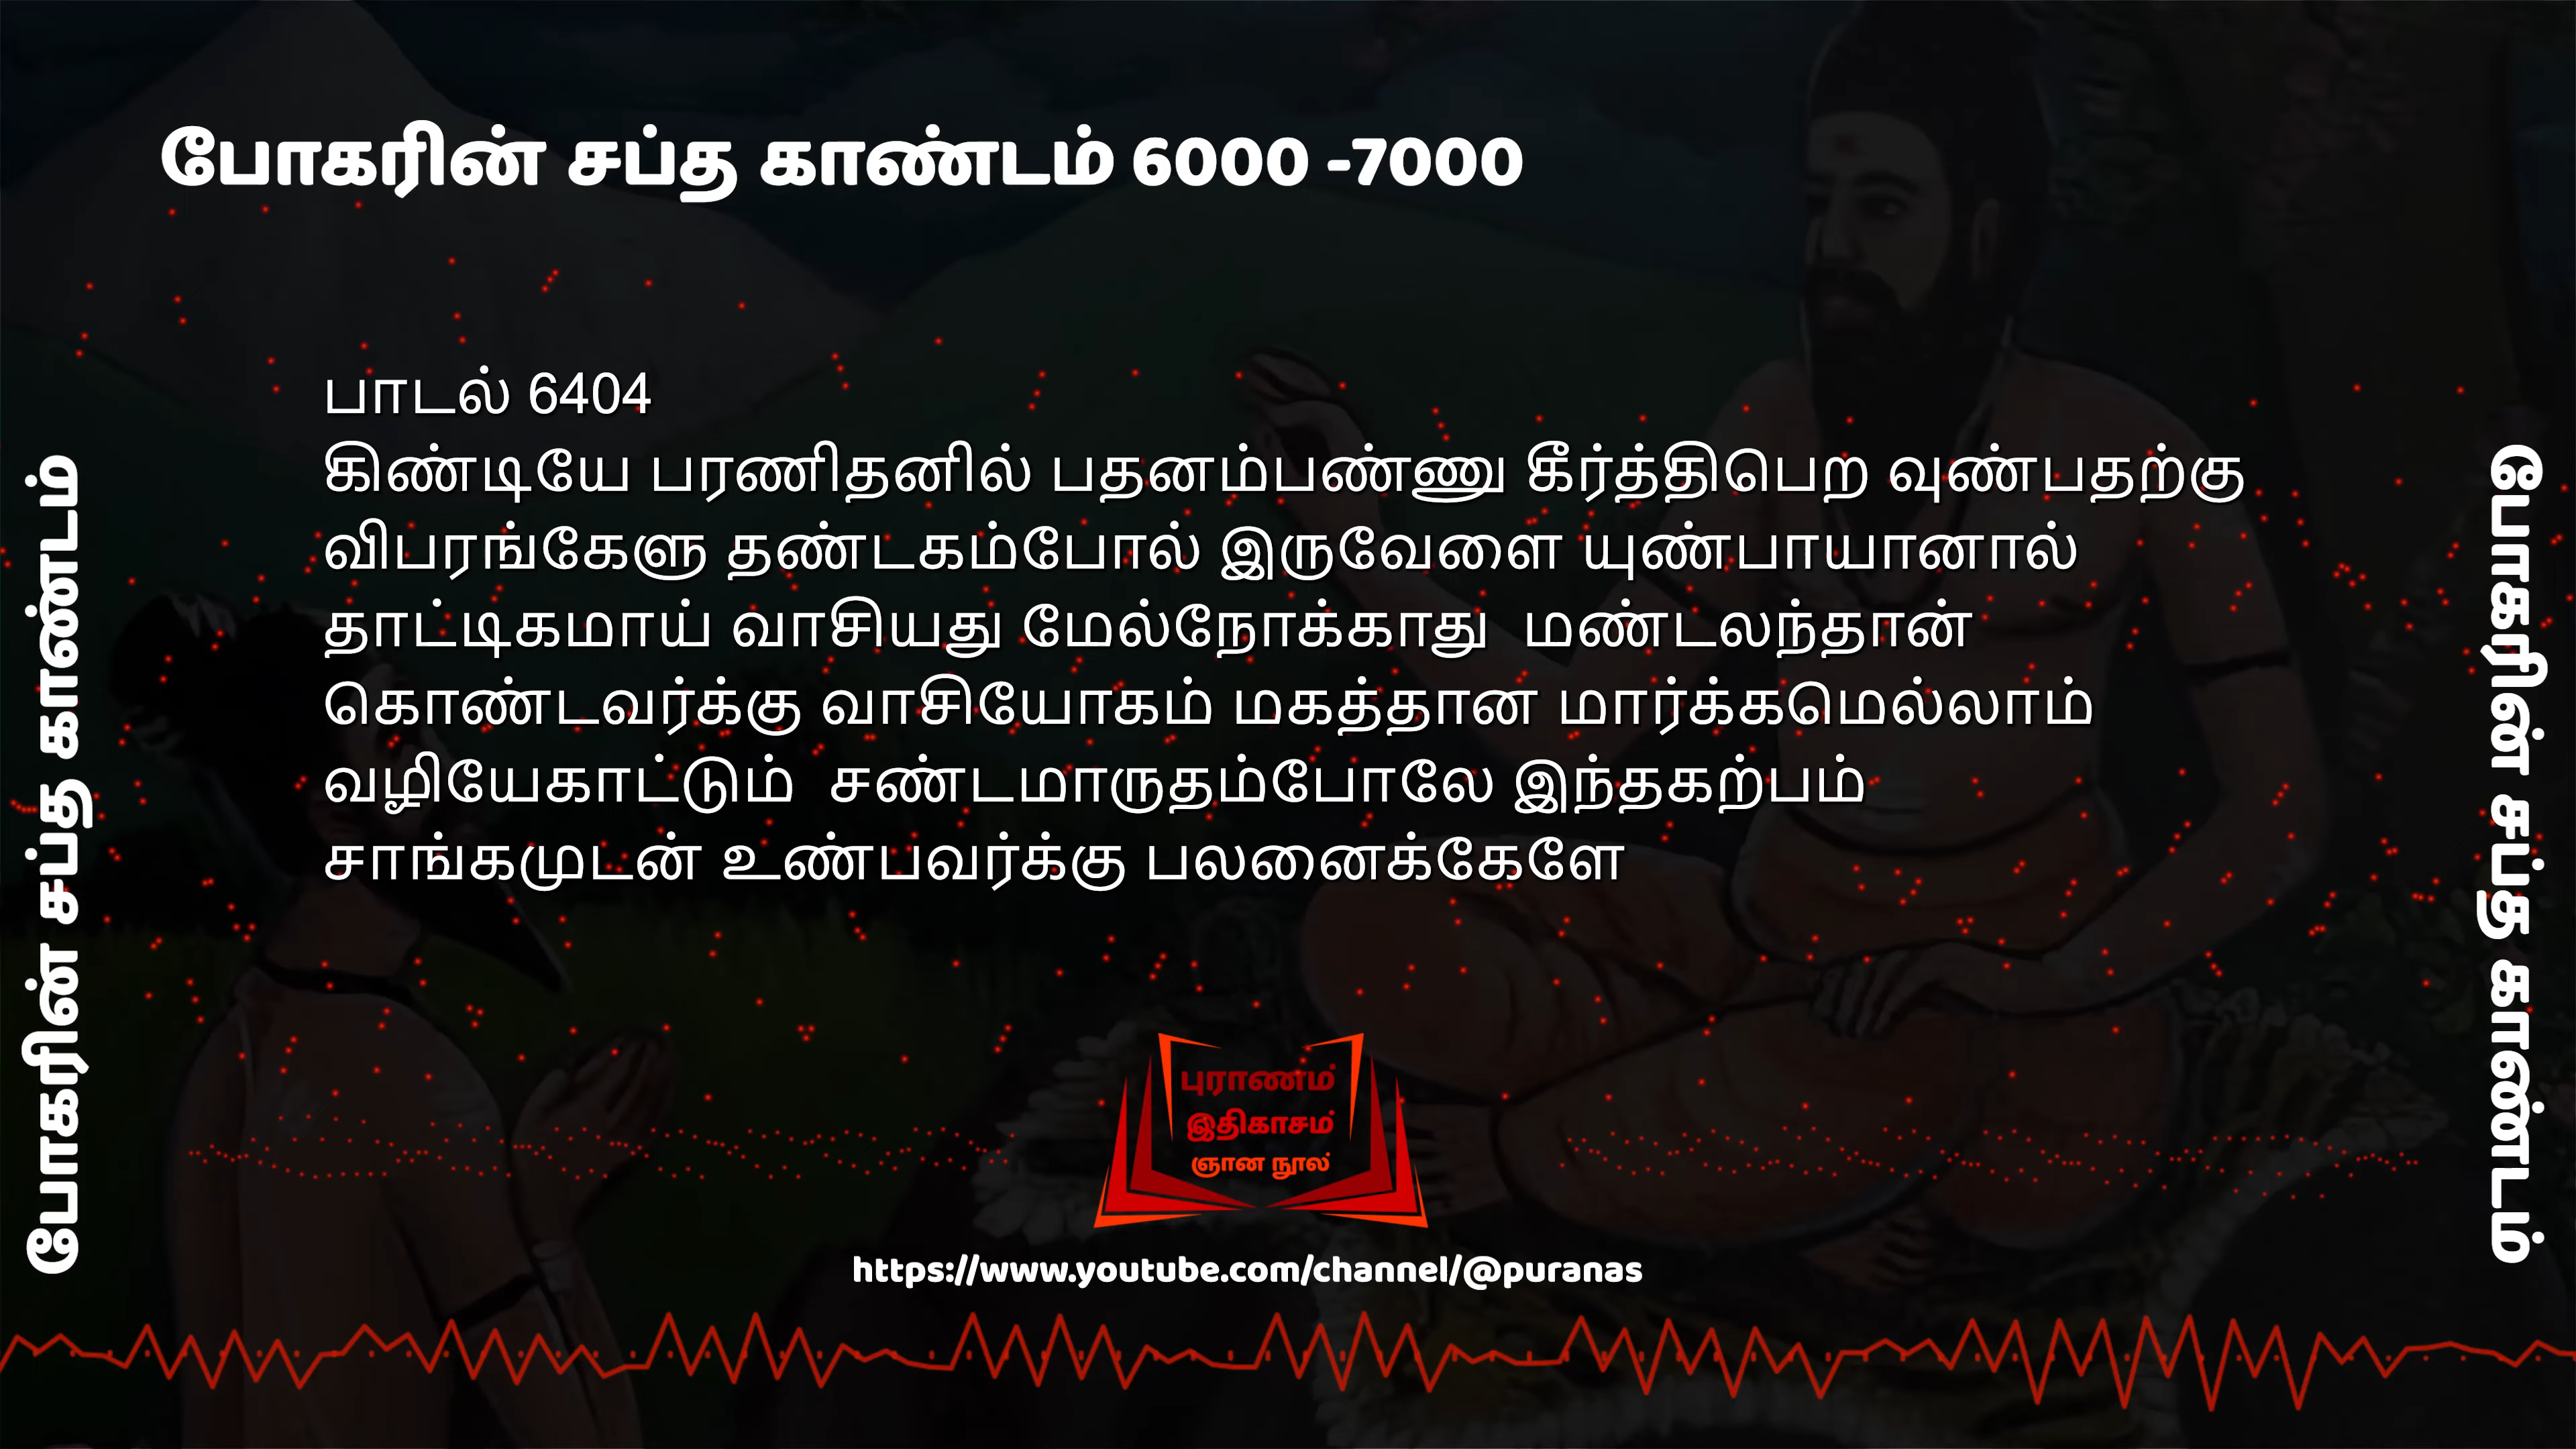 போகரின் சப்த காண்டம் 6000 -7000
பாடல் 6404
கிண்டியே பரணிதனில் பதனம்பண்ணு கீர்த்திபெற வுண்பதற்கு
விபரங்கேளு தண்டகம்போல் இருவேளை யுண்பாயானால்
தாட்டிகமாய் வாசியது மேல்நோக்காது மண்டலந்தான்
கொண்டவர்க்கு வாசியோகம் மகத்தான மார்க்கமெல்லாம்
வழியேகாட்டும் சண்டமாருதம்போலே இந்தகற்பம்
சாங்கமுடன் உண்பவர்க்கு பலனைக்கேளே
போகரின் சப்த காண்டம்
போகரின் சப்த காண்டம்
புராணம்
இதிகாசம்
ஞான நூல்
https://www.youtube.com/channel/@puranas